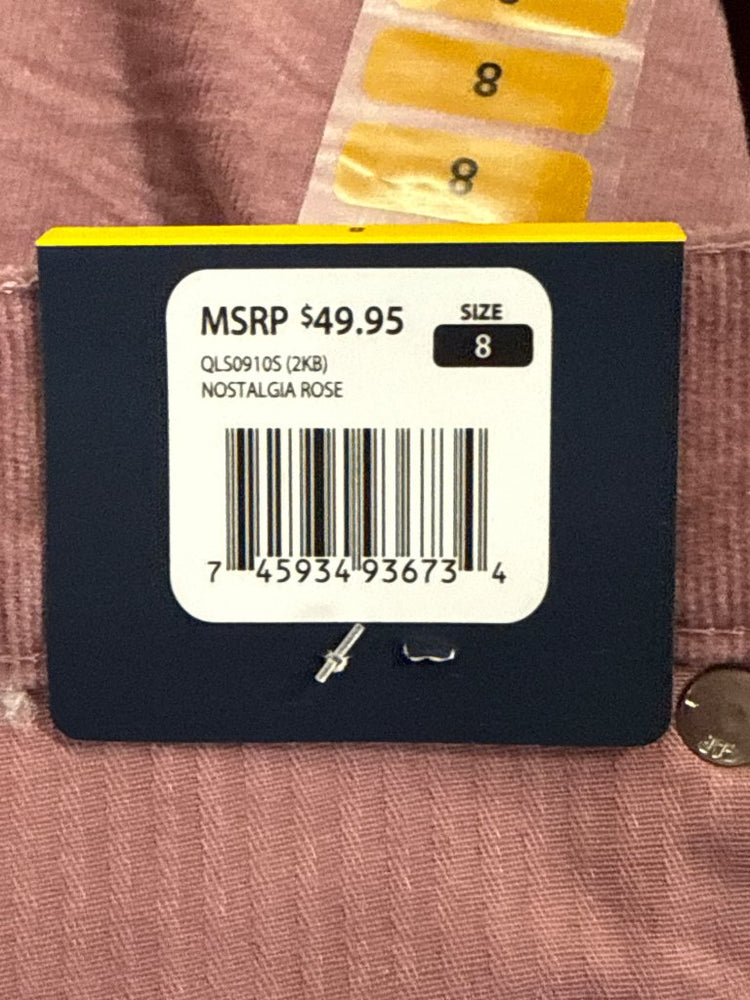 8
8
MSRP $49.95
SIZE
8
QLS0910S (2KB)
NOSTALGIA ROSE
7 45934 93673 4